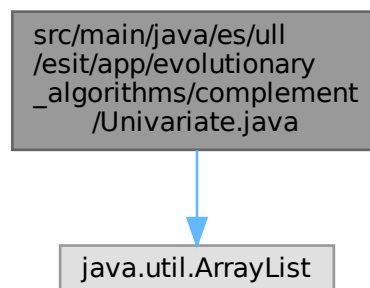 src/main/java/es/ull
/esit/app/evolutionary
_algorithms/complement
/Univariate.java
java.util.ArrayList